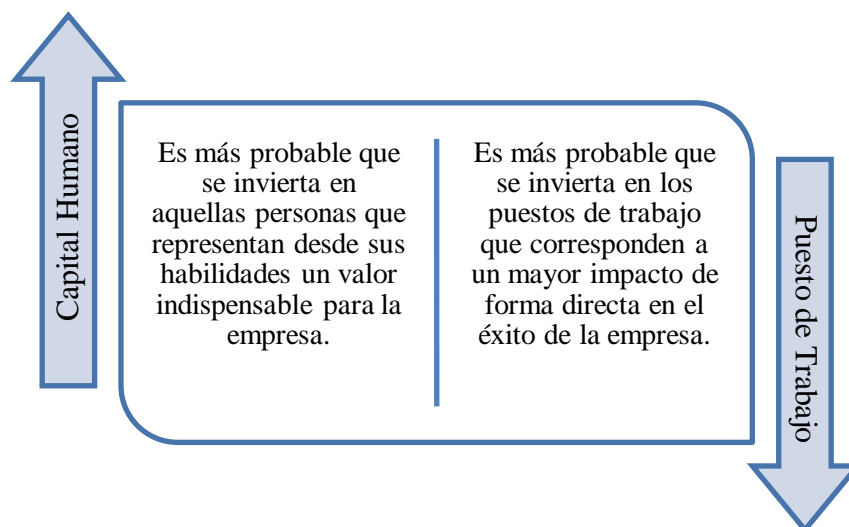 Capital Humano
Es más probable que
se invierta en
aquellas personas que
representan desde sus
habilidades un valor
indispensable para la
empresa.
Es más probable que
se invierta en los
puestos de trabajo
que corresponden a
un mayor impacto de
forma directa en el
éxito de la empresa.
Puesto de Trabajo